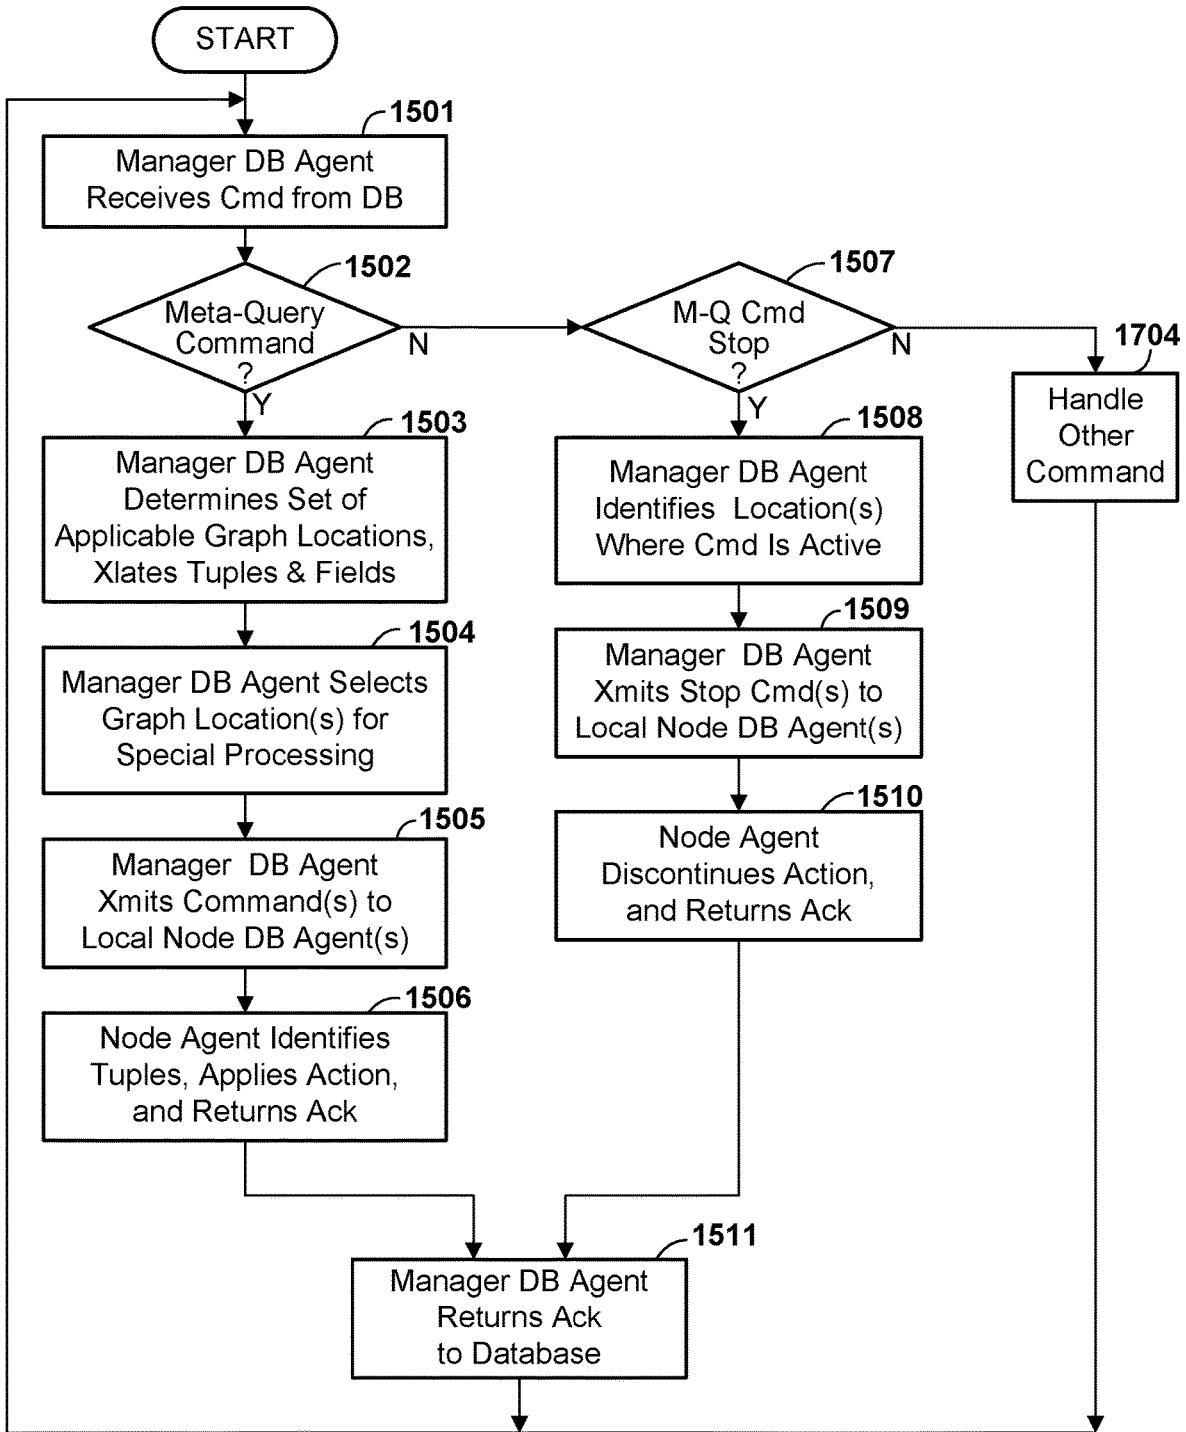 START
1501
Manager DB Agent
Receives Cmd from DB
1502
Meta-Query
Command
?
N
Y
1507
M-Q Cmd
Stop
?
N
Y
1704
Handle
Other
Command
1503
Manager DB Agent
Determines Set of
Applicable Graph Locations,
Xlates Tuples & Fields
1504
Manager DB Agent Selects
Graph Location(s) for
Special Processing
1505
Manager DB Agent
Xmits Command(s) to
Local Node DB Agent(s)
1506
Node Agent Identifies
Tuples, Applies Action,
and Returns Ack
1508
Manager DB Agent
Identifies Location(s)
Where Cmd Is Active
1509
Manager DB Agent
Xmits Stop Cmd(s) to
Local Node DB Agent(s)
1510
Node Agent
Discontinues Action,
and Returns Ack
1511
Manager DB Agent
Returns Ack
to Database